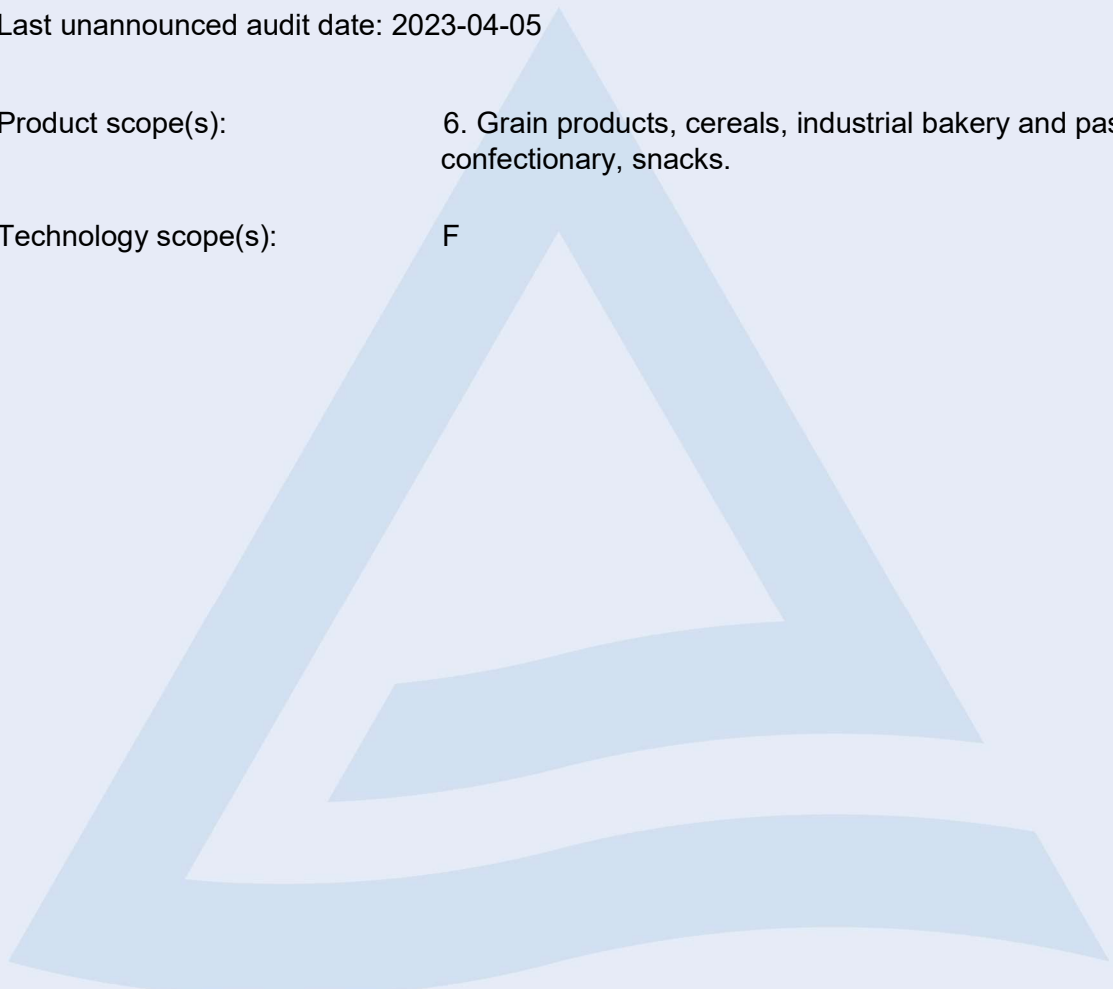 Last unannounced audit date: 2023-04-05
Product scope(s): 6. Grain products, cereals, industrial bakery and
confectionary, snacks.
Technology scope(s): F